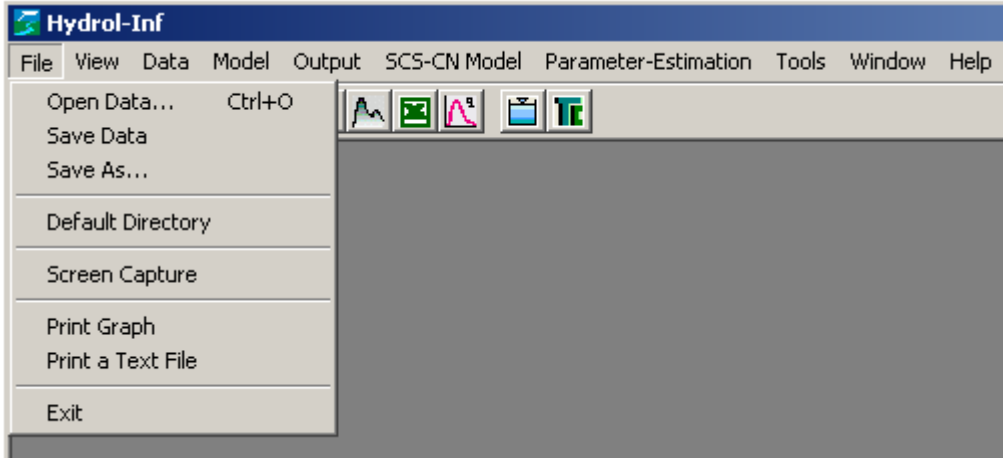 Hydrol-Inf
File View Data Model Output SCS-CN Model Parameter-Estimation Tools Window Help
Open Data... Ctrl+O
Save Data
Save As...
Default Directory
Screen Capture
Print Graph
Print a Text File
Exit